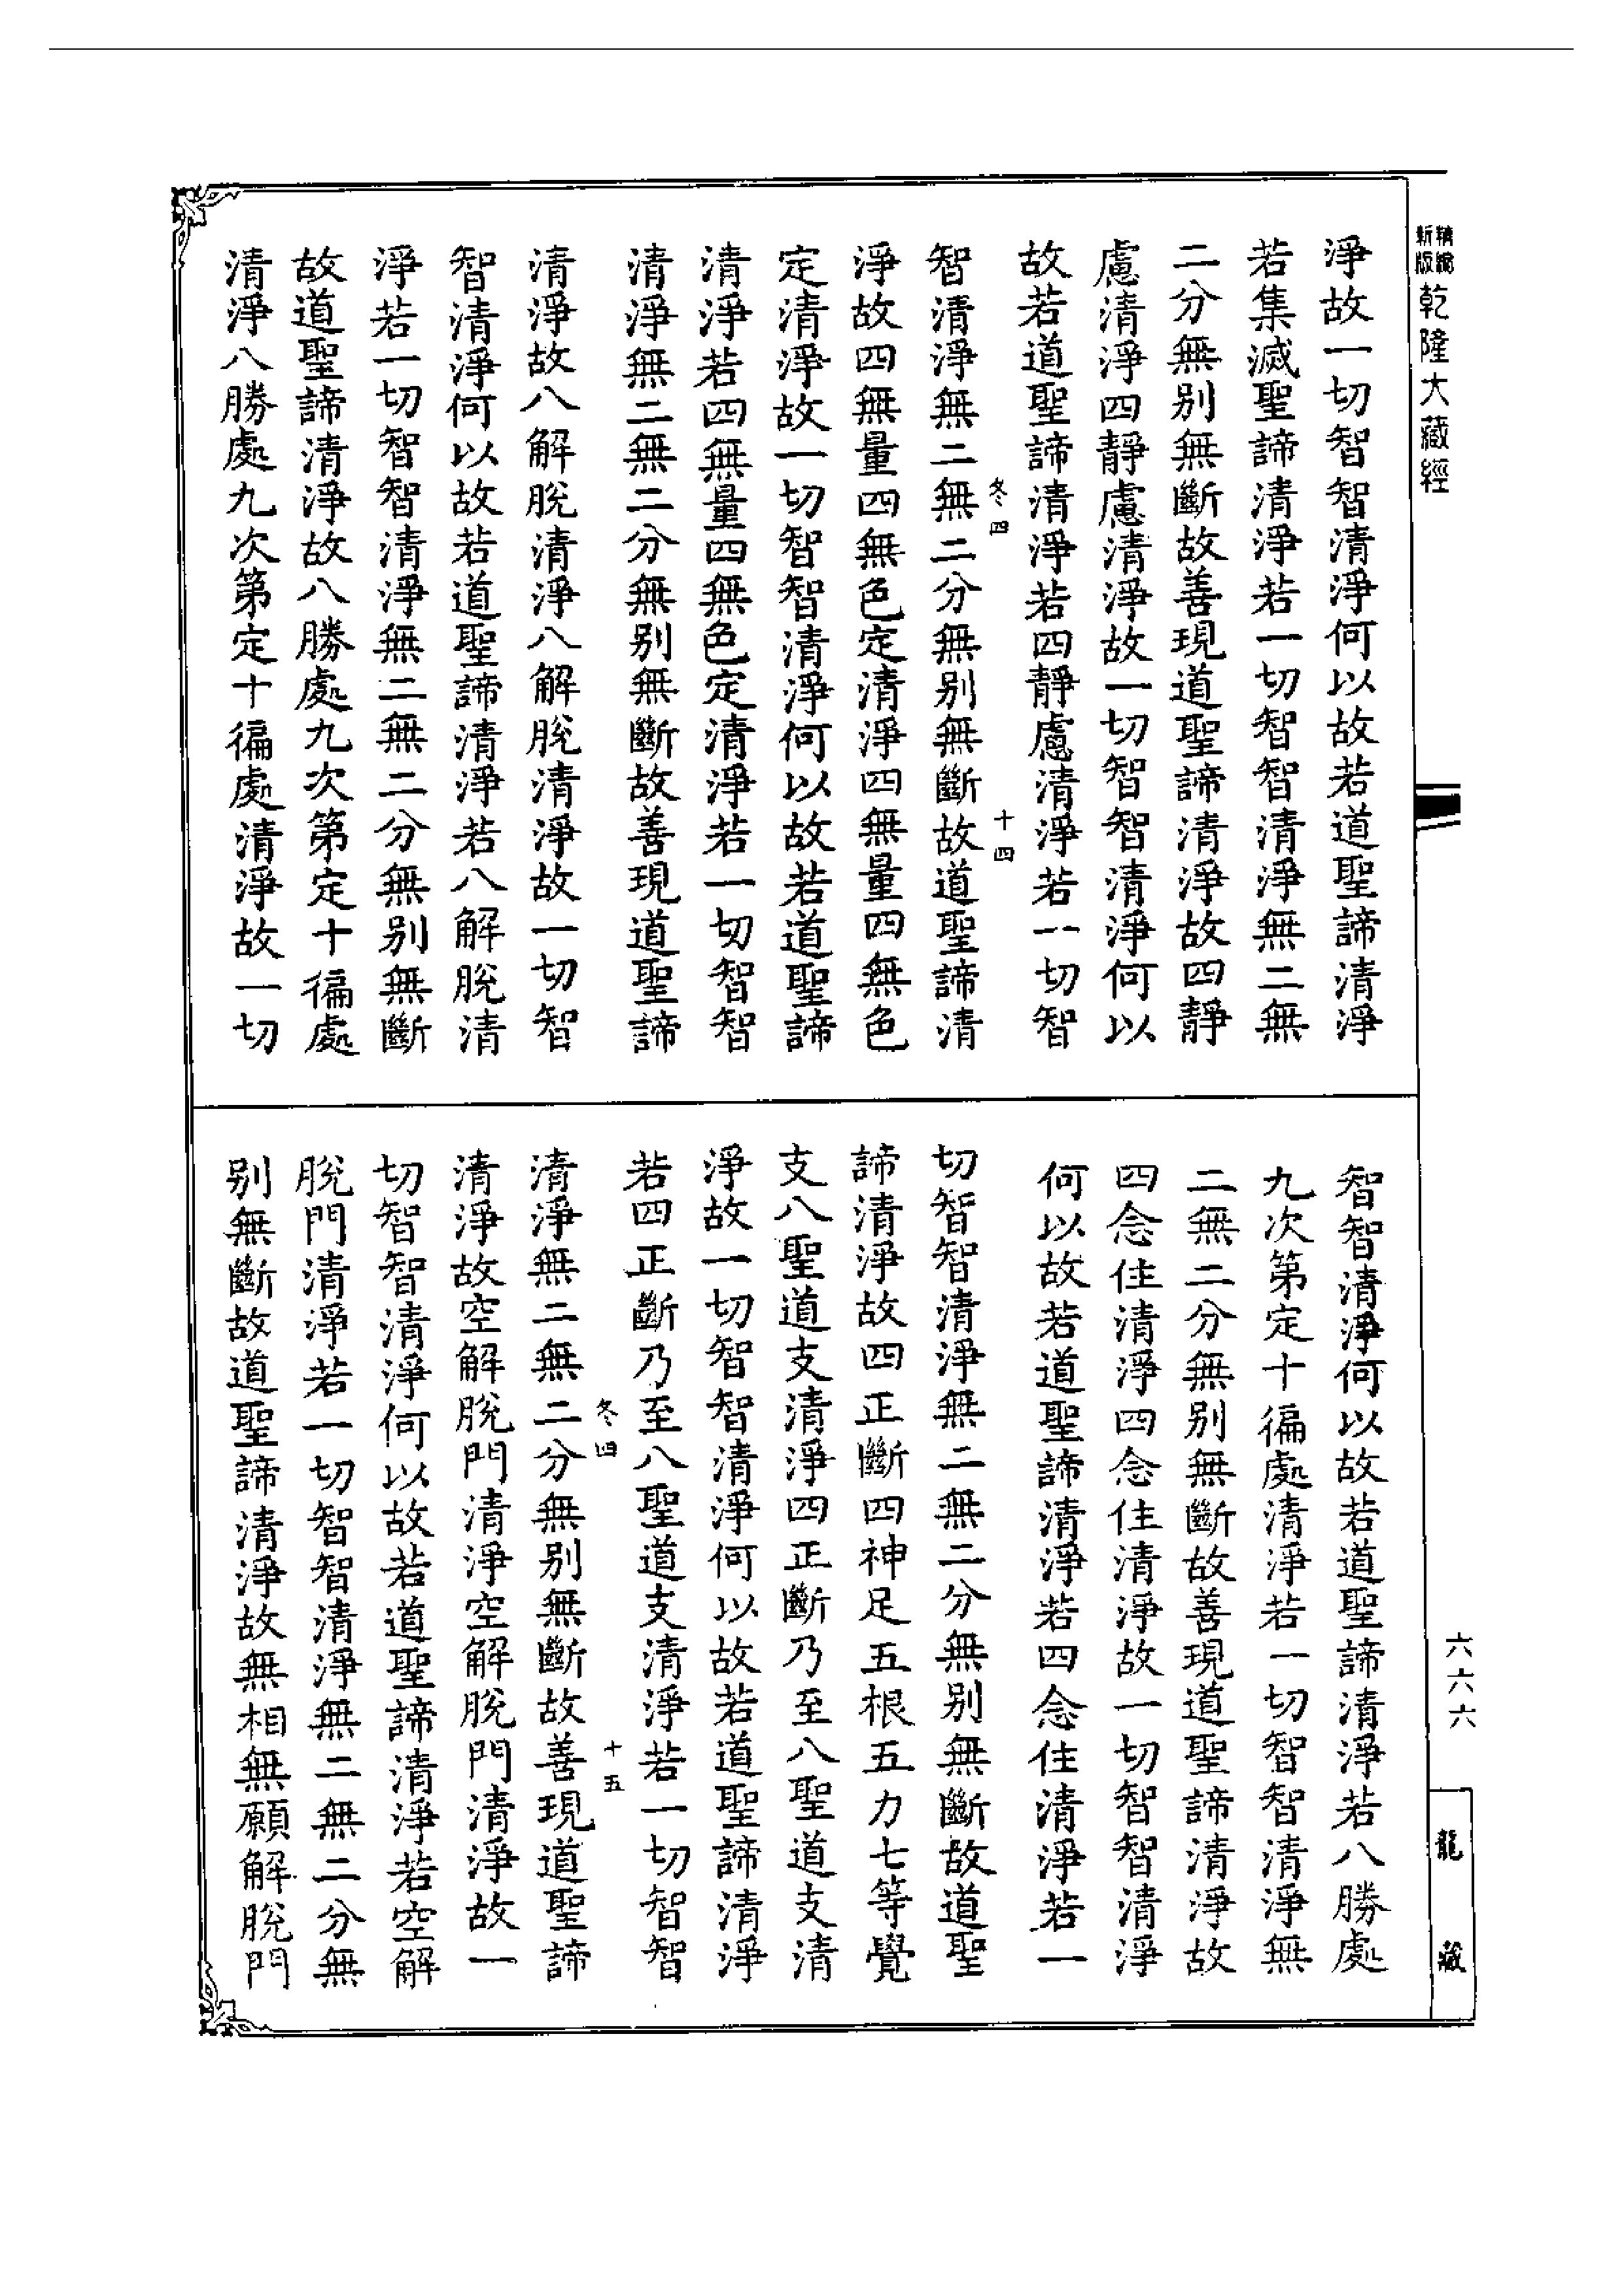 新版精編乾隆大藏經
淨故一切智智清淨何以故若道聖諦清淨
若集滅聖諦清淨若一切智智清淨無二無
二分無別無斷故善現道聖諦清淨故四靜
慮清淨四靜慮清淨故一切智智清淨何以
故若道聖諦清淨若四靜慮清淨若一切智
冬四
十四
智清淨無二無二分無別無斷故道聖諦清
淨故四無量四無色定清淨四無量四無色
定清淨故一切智智清淨何以故若道聖諦
清淨若四無量四無色定清淨若一切智智
清淨無二無二分無別無斷故善現道聖諦
清淨故八解脫清淨八解脫清淨故一切智
智清淨何以故若道聖諦清淨若八解脫清
淨若一切智智清淨無二無二分無別無斷
故道聖諦清淨故八勝處九次第定十徧處
清淨八勝處九次第定十徧處清淨故一切
智智清淨何以故若道聖諦清淨若八勝處
九次第定十徧處清淨若一切智智清淨無
二無二分無別無斷故善現道聖諦清淨故
四念住清淨四念住清淨故一切智智清淨
何以故若道聖諦清淨若四念住清淨若一
切智智清淨無二無二分無別無斷故道聖
諦清淨故四正斷四神足五根五力七等覺
支八聖道支清淨四正斷乃至八聖道支清
淨故一切智智清淨何以故若道聖諦清淨
若四正斷乃至八聖道支清淨若一切智智
冬四
十五
清淨無二無二分無別無斷故善現道聖諦
清淨故空解脫門清淨空解脫門清淨故一
切智智清淨何以故若道聖諦清淨若空解
脫門清淨若一切智智清淨無二無二分無
別無斷故道聖諦清淨故無相無願解脫門
六六六
龍藏